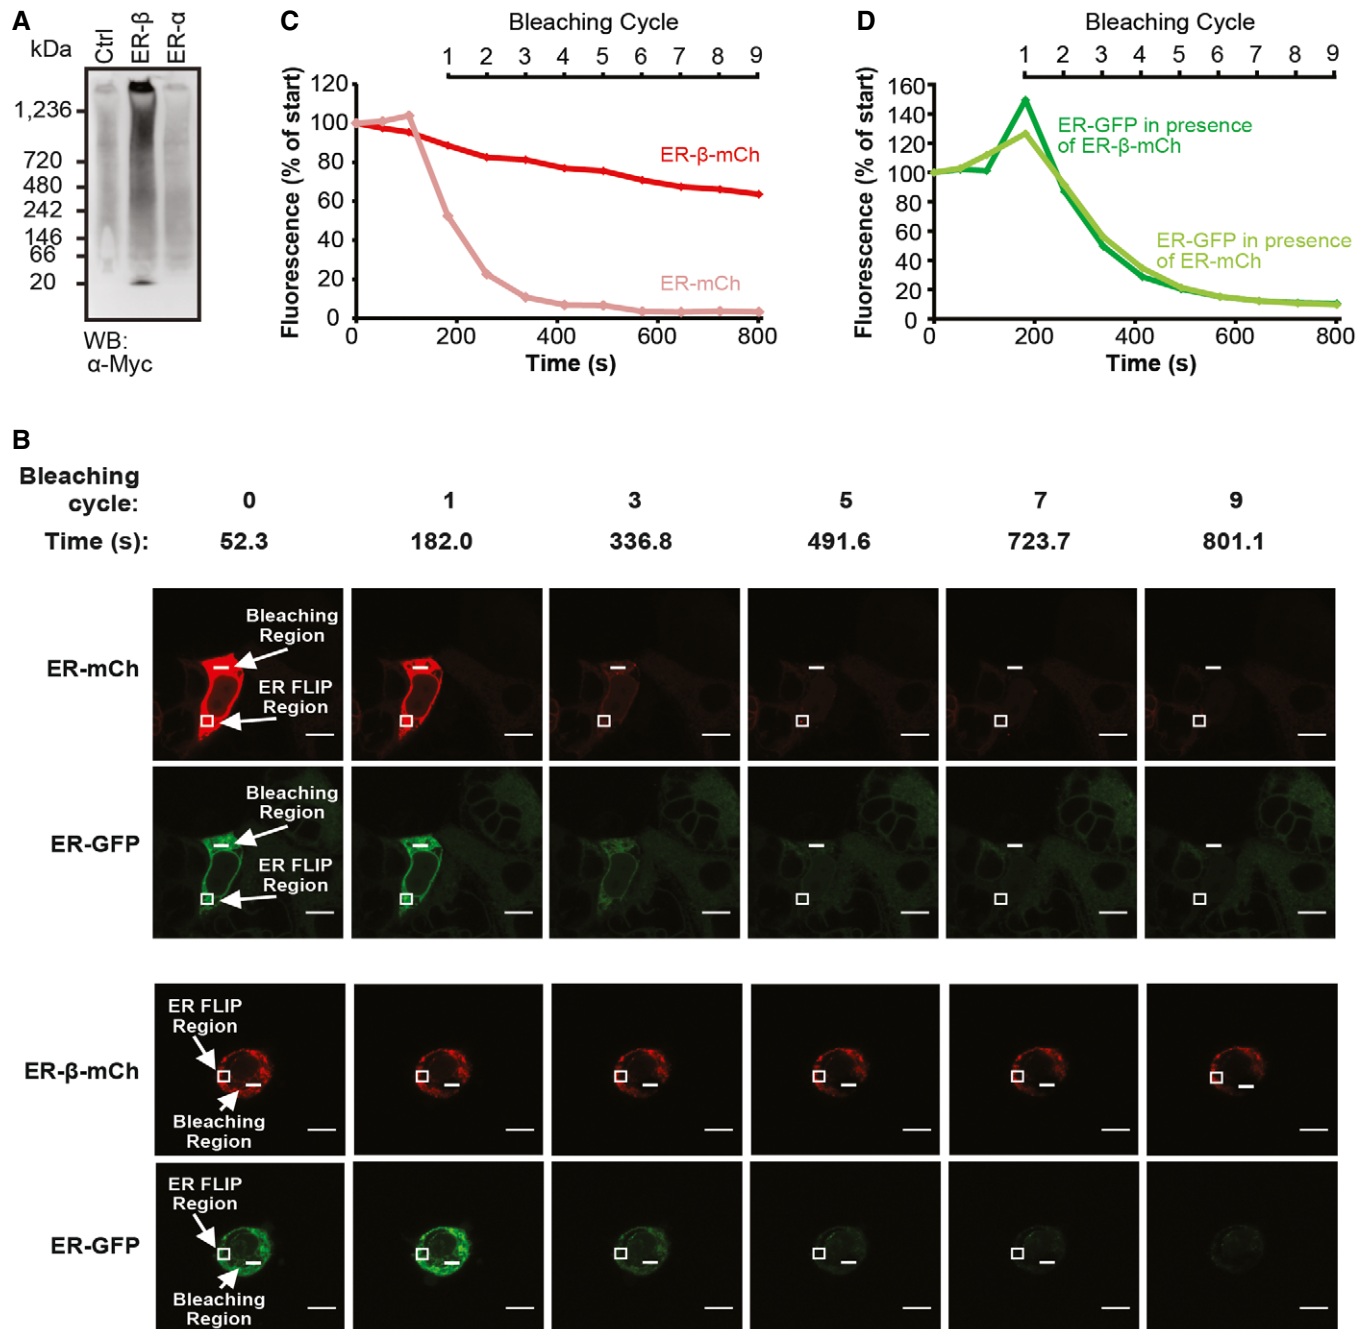 A
kDa
Ctrl
ER-β
ER-α
1,236
720
480
242
146
66
20
WB:
α-Myc
C
Bleaching Cycle
1 2 3 4 5 6 7 8 9
Fluorescence (% of start)
120
100
80
60
40
20
0
ER-β-mCh
ER-mCh
0 200 400 600 800
Time (s)
D
Bleaching Cycle
1 2 3 4 5 6 7 8 9
Fluorescence (% of start)
160
140
120
100
80
60
40
20
0
ER-GFP in presence
of ER-β-mCh
ER-GFP in presence
of ER-mCh
0 200 400 600 800
Time (s)
B
Bleaching
cycle: 0 1 3 5 7 9
Time (s): 52.3 182.0 336.8 491.6 723.7 801.1
ER-mCh
Bleaching
Region
ER FLIP
Region
ER-GFP
Bleaching
Region
ER FLIP
Region
ER-β-mCh
ER FLIP
Region
Bleaching
Region
ER-GFP
ER FLIP
Region
Bleaching
Region